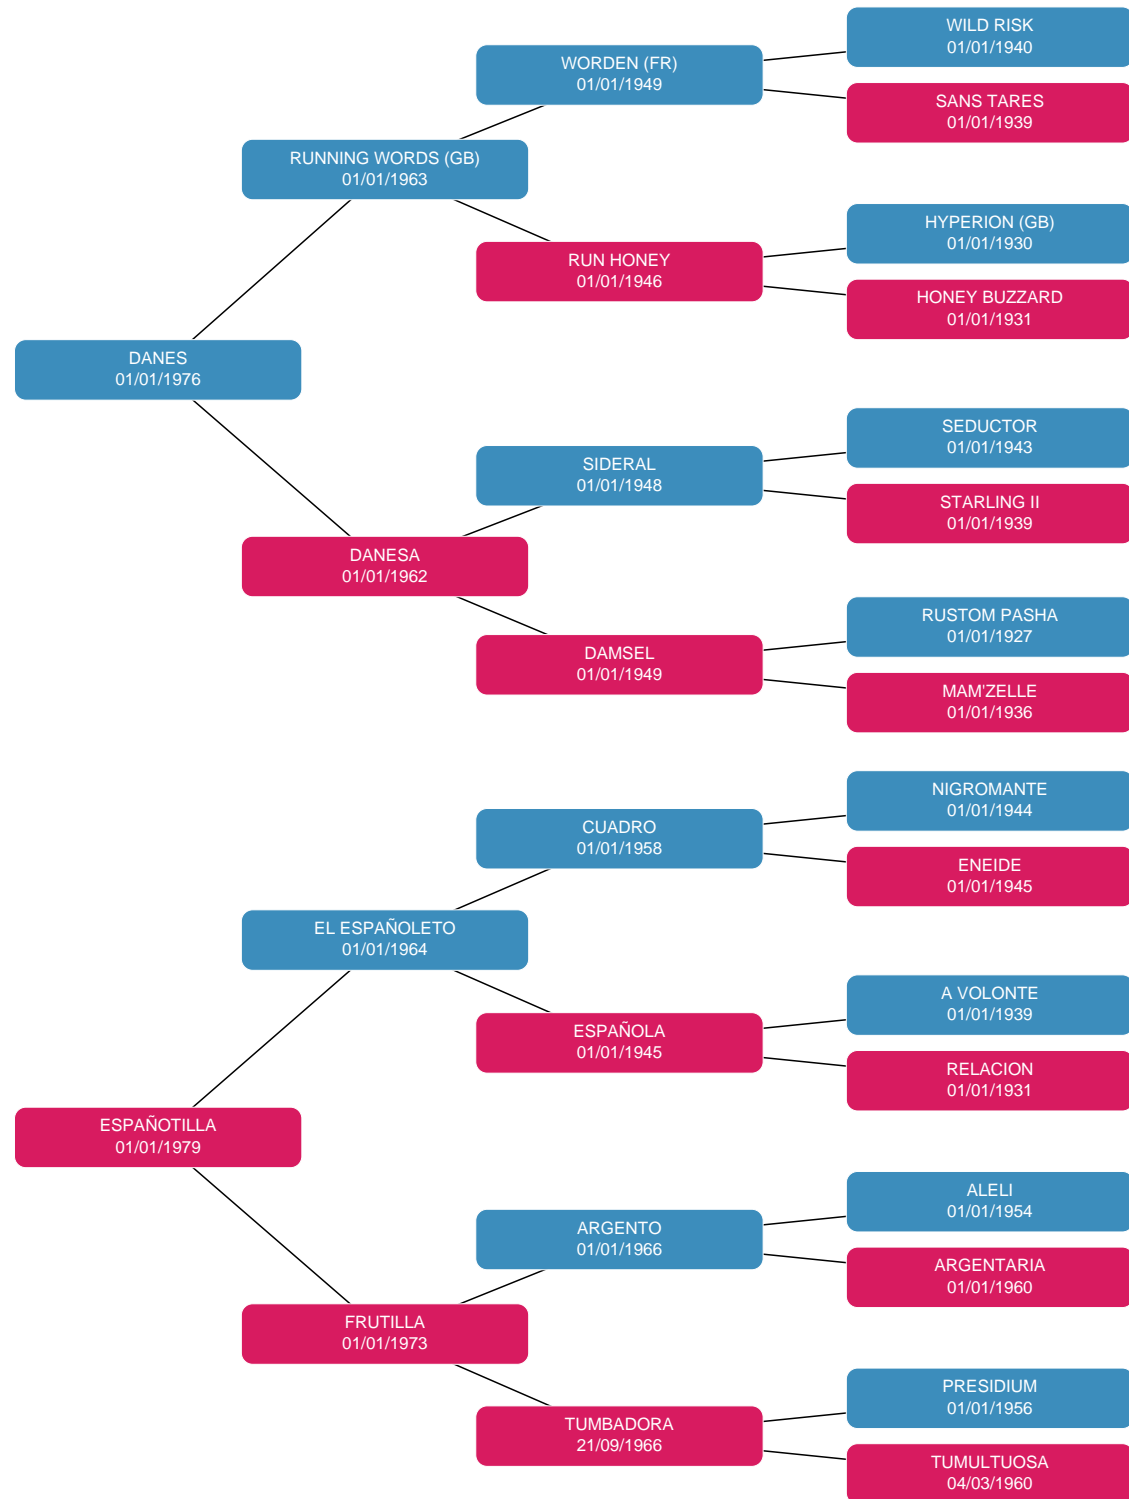 WILD RISK
01/01/1940
WORDEN (FR)
01/01/1949
SANS TARES
01/01/1939
RUNNING WORDS (GB)
01/01/1963
HYPERION (GB)
01/01/1930
RUN HONEY
01/01/1946
HONEY BUZZARD
01/01/1931
DANES
01/01/1976
SEDUCTOR
01/01/1943
SIDERAL
01/01/1948
STARLING II
01/01/1939
DANESA
01/01/1962
RUSTOM PASHA
01/01/1927
DAMSEL
01/01/1949
MAM'ZELLE
01/01/1936
NIGROMANTE
01/01/1944
CUADRO
01/01/1958
ENEIDE
01/01/1945
EL ESPAÑOLETO
01/01/1964
A VOLONTE
01/01/1939
ESPAÑOLA
01/01/1945
RELACION
01/01/1931
ESPAÑOTILLA
01/01/1979
ALELI
01/01/1954
ARGENTO
01/01/1966
ARGENTARIA
01/01/1960
FRUTILLA
01/01/1973
PRESIDIUM
01/01/1956
TUMBADORA
21/09/1966
TUMULTUOSA
04/03/1960